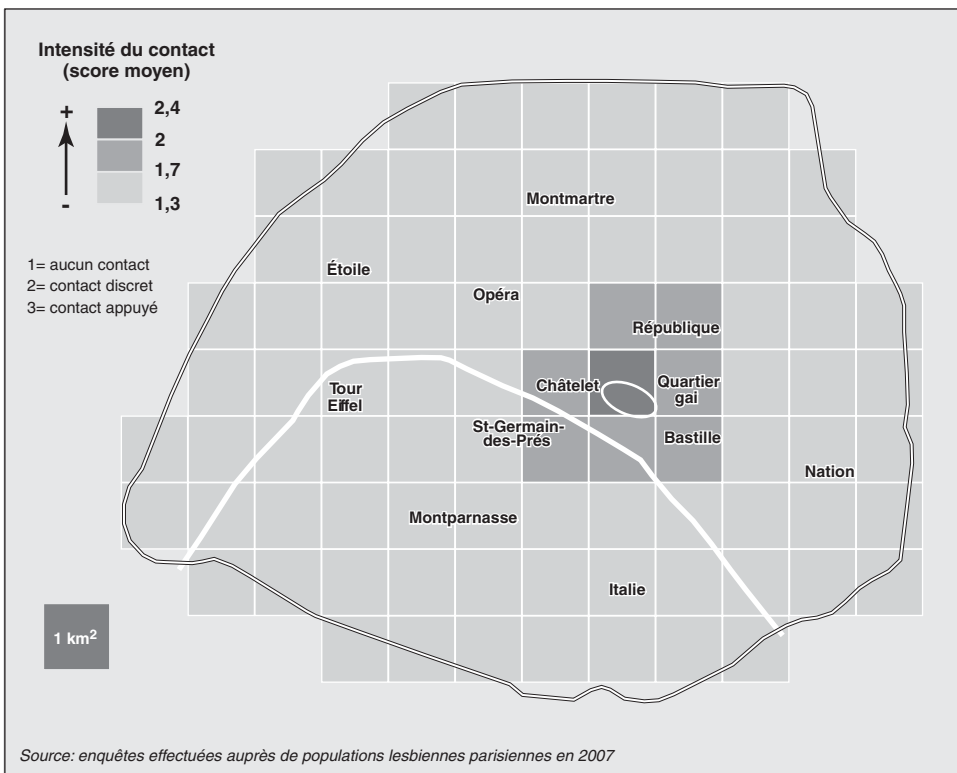 Intensité du contact
(score moyen)
+
-
2,4
2
1,7
1,3
1= aucun contact
2= contact discret
3= contact appuyé
Montmartre
Étoile
Opéra
République
Châtelet
Quartier
gai
Tour
Eiffel
St-Germain-
des-Prés
Bastille
Nation
Montparnasse
Italie
1 km²
Source: enquêtes effectuées auprès de populations lesbiennes parisiennes en 2007